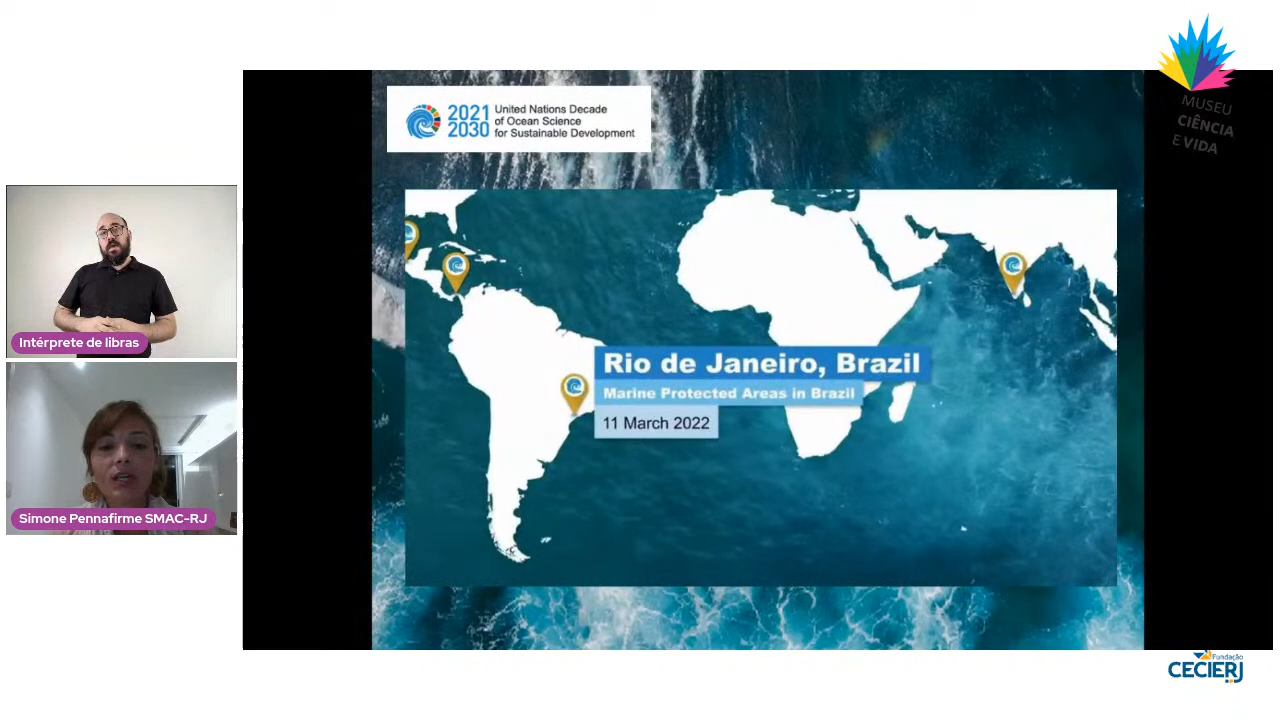 MUSEU
CIÊNCIA
E VIDA
2021
2030
United Nations Decade
of Ocean Science
for Sustainable Development
Intérprete de libras
Simone Pennafirme SMAC-RJ
Rio de Janeiro, Brazil
Marine Protected Areas in Brazil
11 March 2022
Fundação
CECIERJ